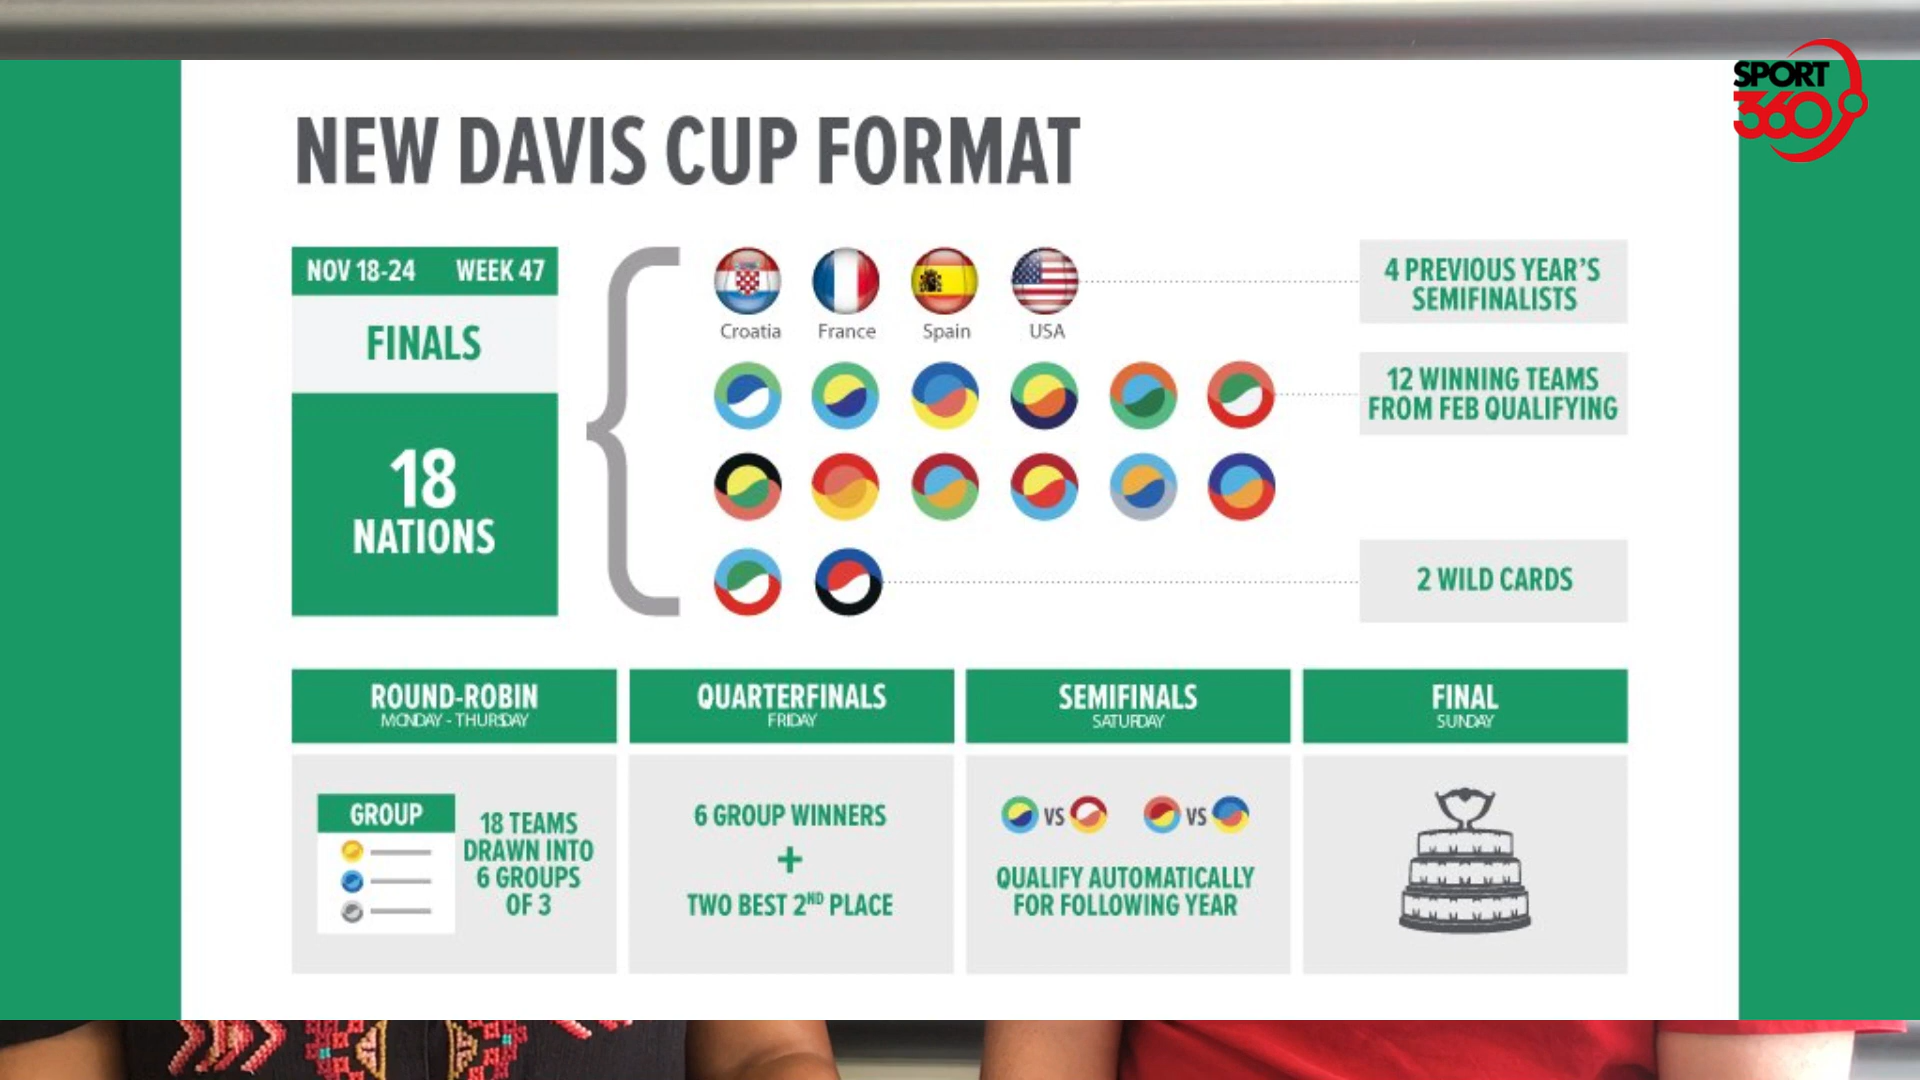 SPORT
360
NEW DAVIS CUP FORMAT
NOV 18-24 WEEK 47
FINALS
18
NATIONS
Croatia France Spain USA
4 PREVIOUS YEAR'S
SEMIFINALISTS
12 WINNING TEAMS
FROM FEB QUALIFYING
2 WILD CARDS
ROUND-ROBIN
MONDAY - THURSDAY
GROUP
18 TEAMS
DRAWN INTO
6 GROUPS
OF 3
QUARTERFINALS
FRIDAY
6 GROUP WINNERS
+
TWO BEST 2ND PLACE
SEMIFINALS
SATURDAY
VS VS
QUALIFY AUTOMATICALLY
FOR FOLLOWING YEAR
FINAL
SUNDAY